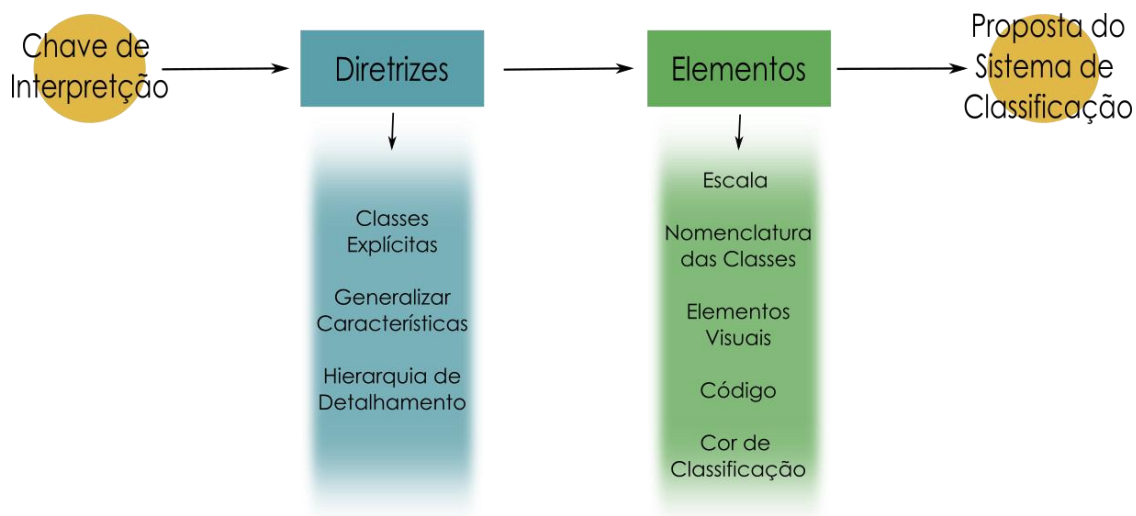 Chave de
Interpretção
Diretrizes
Elementos
Proposta do
Sistema de
Classificação
Classes
Explícitas
Generalizar
Características
Hierarquia de
Detalhamento
Escala
Nomenclatura
das Classes
Elementos
Visuais
Código
Cor de
Classificação